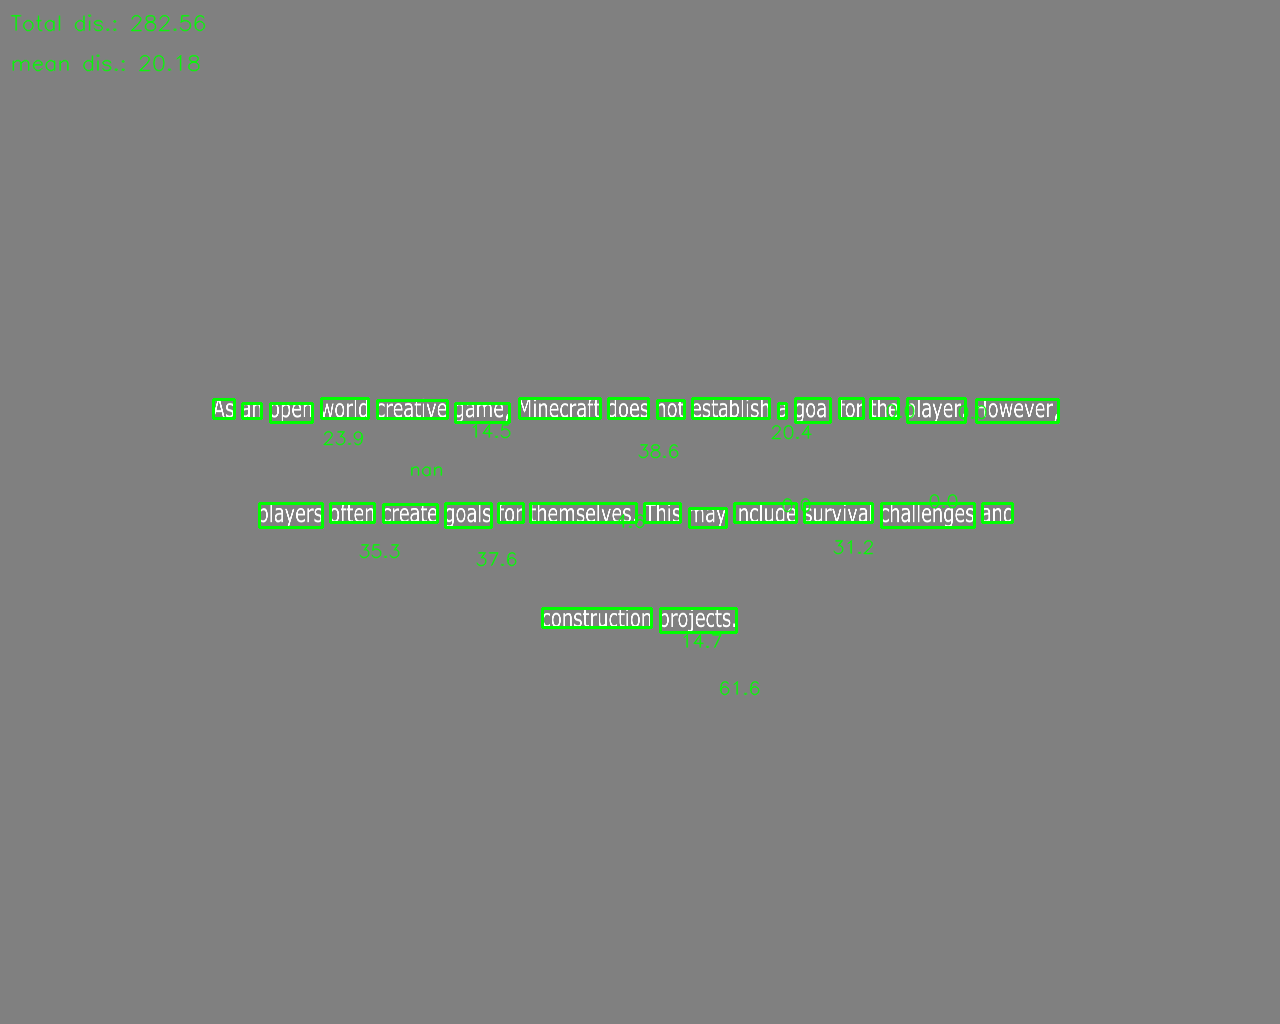 Total dis.: 282.56
mean dis.: 20.18
As an open world creative game, Minecraft does not establish a goal for the player. However,
23.9 14.5 38.6 20.4
nan
players often create goals for themselves. This may include survival challenges and
0.0
35.3 37.6 31.2
construction projects.
14.7
61.6